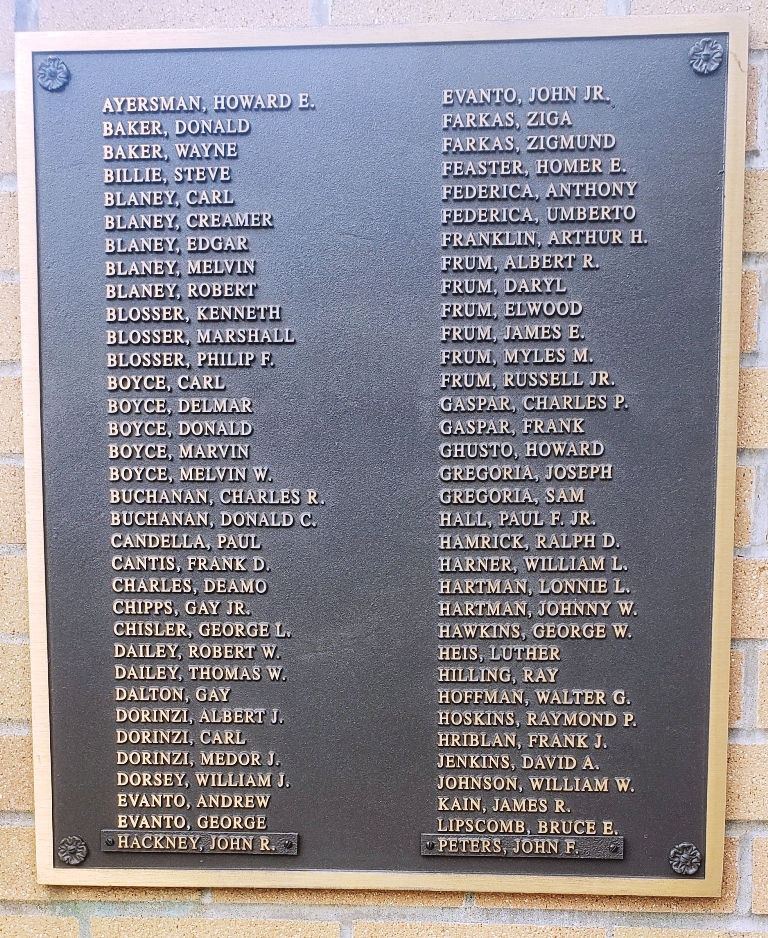 AYERSMAN, HOWARD E.
BAKER, DONALD
BAKER, WAYNE
BILLIE, STEVE
BLANEY, CARL
BLANEY, CREAMER
BLANEY, EDGAR
BLANEY, MELVIN
BLANEY, ROBERT
BLOSSER, KENNETH
BLOSSER, MARSHALL
BLOSSER, PHILIP F.
BOYCE, CARL
BOYCE, DELMAR
BOYCE, DONALD
BOYCE, MARVIN
BOYCE, MELVIN W.
BUCHANAN, CHARLES R.
BUCHANAN, DONALD C.
CANDELLA, PAUL
CANTIS, FRANK D.
CHARLES, DEAMO
CHIPPS, GAY JR.
CHISLER, GEORGE L.
DAILEY, ROBERT W.
DAILEY, THOMAS W.
DALTON, GAY
DORINZI, ALBERT J.
DORINZI, CARL
DORINZI, MEDOR J.
DORSEY, WILLIAM J.
EVANTO, ANDREW
EVANTO, GEORGE
HACKNEY, JOHN R.
EVANTO, JOHN JR.
FARKAS, ZIGA
FARKAS, ZIGMUND
FEASTER, HOMER E.
FEDERICA, ANTHONY
FEDERICA, UMBERTO
FRANKLIN, ARTHUR H.
FRUM, ALBERT R.
FRUM, DARYL
FRUM, ELWOOD
FRUM, JAMES E.
FRUM, MYLES M.
FRUM, RUSSELL JR.
GASPAR, CHARLES P.
GASPAR, FRANK
GHUSTO, HOWARD
GREGORIA, JOSEPH
GREGORIA, SAM
HALL, PAUL F. JR.
HAMRICK, RALPH D.
HARNER, WILLIAM L.
HARTMAN, LONNIE L.
HARTMAN, JOHNNY W.
HAWKINS, GEORGE W.
HEIS, LUTHER
HILLING, RAY
HOFFMAN, WALTER G.
HOSKINS, RAYMOND P.
HRIBLAN, FRANK J.
JENKINS, DAVID A.
JOHNSON, WILLIAM W.
KAIN, JAMES R.
LIPSCOMB, BRUCE E.
PETERS, JOHN F.